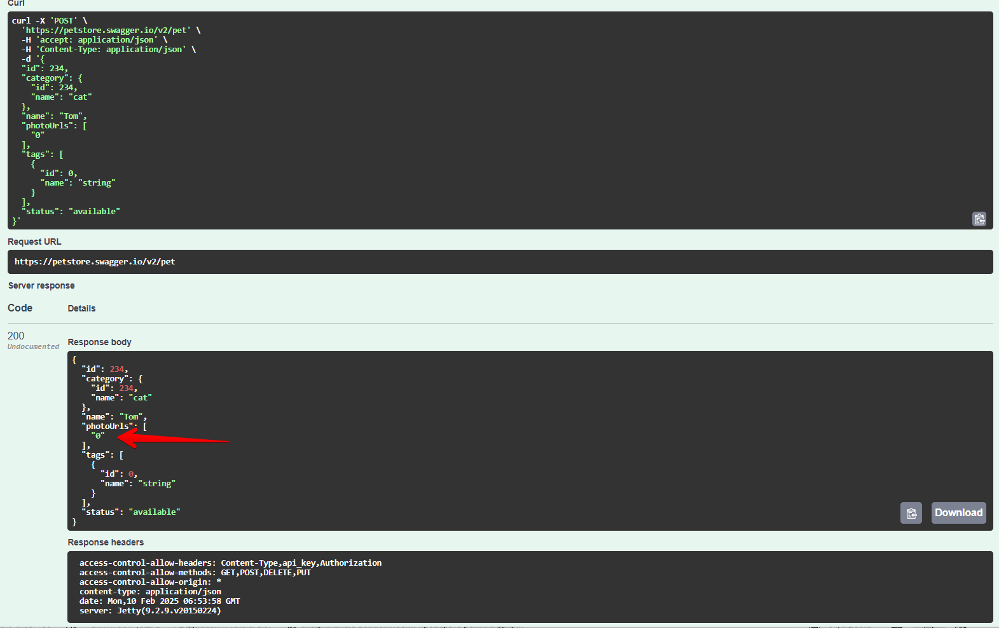 Curl
curl -X 'POST' \
  'https://petstore.swagger.io/v2/pet' \
  -H 'accept: application/json' \
  -H 'Content-Type: application/json' \
  -d '{
  "id": 234,
  "category": {
    "id": 234,
    "name": "cat"
  },
  "name": "Tom",
  "photoUrls": [
    "0"
  ],
  "tags": [
    {
      "id": 0,
      "name": "string"
    }
  ],
  "status": "available"
}'
Request URL
https://petstore.swagger.io/v2/pet
Server response
Code Details
200
Undocumented
Response body
{
  "id": 234,
  "category": {
    "id": 234,
    "name": "cat"
  },
  "name": "Tom",
  "photoUrls": [
    "0"
  ],
  "tags": [
    {
      "id": 0,
      "name": "string"
    }
  ],
  "status": "available"
}
Download
Response headers
access-control-allow-headers: Content-Type,api_key,Authorization
access-control-allow-methods: GET,POST,DELETE,PUT
access-control-allow-origin: *
content-type: application/json
date: Mon,10 Feb 2025 06:53:58 GMT
server: Jetty(9.2.9.v20150224)